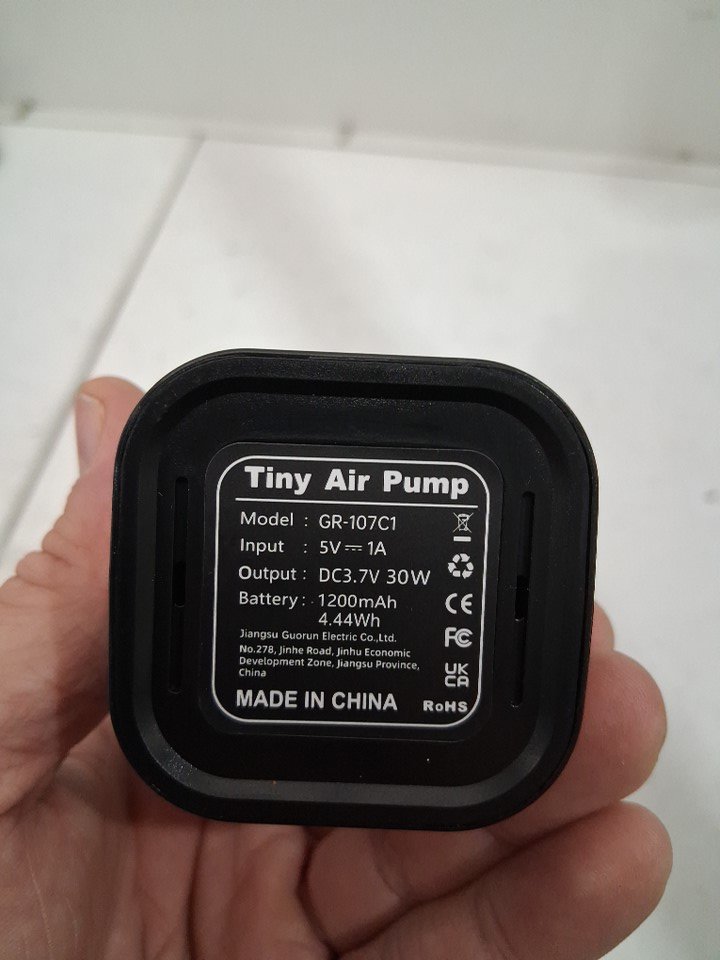 Tiny Air Pump
Model : GR-107C1
Input : 5V⎓1A
Output : DC3.7V 30W
Battery : 1200mAh
4.44Wh
Jiangsu Guorun Electric Co.,Ltd.
No.278, Jinhe Road, Jinhu Economic
Development Zone, Jiangsu Province,
China
MADE IN CHINA
CE
FC
UK
CA
RoHS